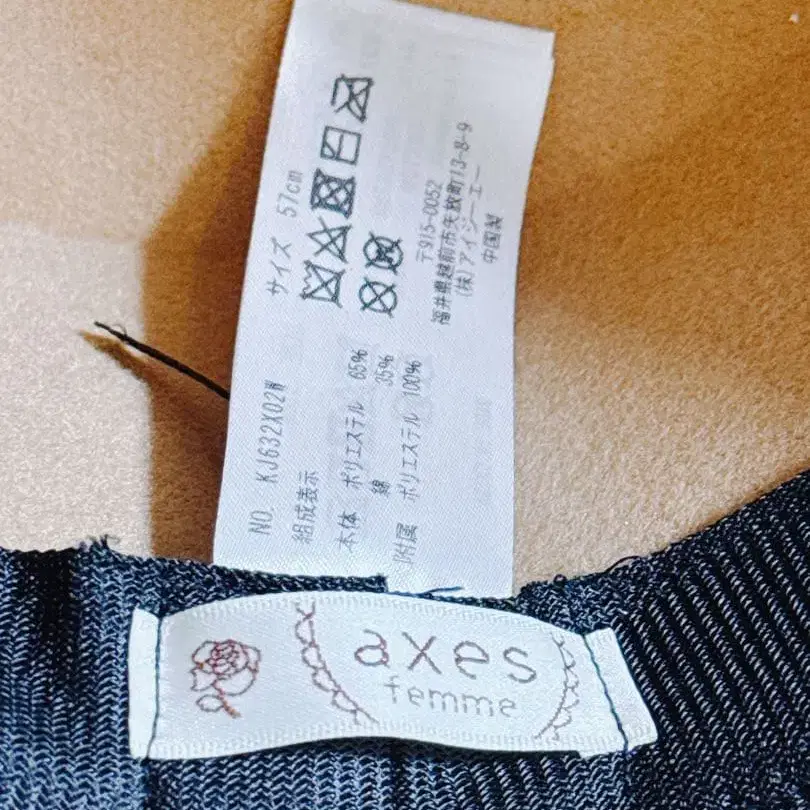 NO. KJ632X02W
サイズ 57cm
組成表示
本体 ポリエステル 65%
綿 35%
附属 ポリエステル 100%
〒915-0052
福井県越前市矢放町13-8-9
(株)アイジーエー
中国製
axes
femme